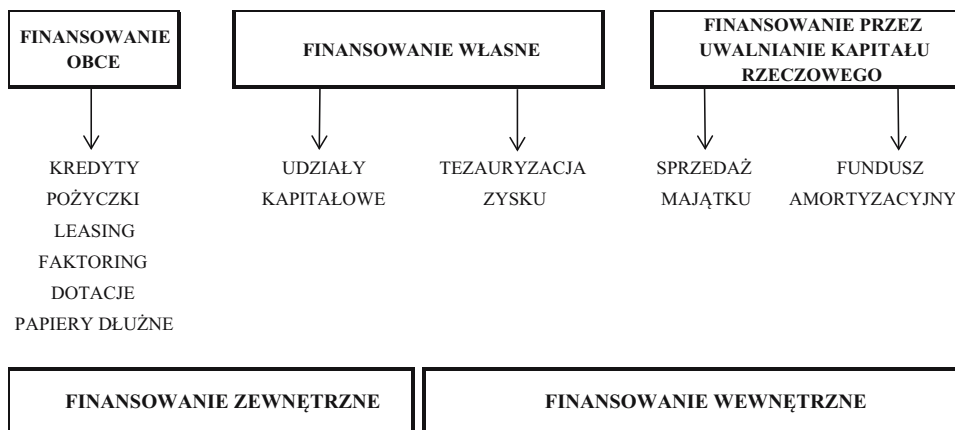 FINANSOWANIE
OBCE
FINANSOWANIE WŁASNE
FINANSOWANIE PRZEZ
UWALNIANIE KAPITAŁU
RZECZOWEGO
KREDYTY
POŻYCZKI
LEASING
FAKTORING
DOTACJE
PAPIERY DŁUŻNE
UDZIAŁY
KAPITAŁOWE
TEZAURYZACJA
ZYSKU
SPRZEDAŻ
MAJĄTKU
FUNDUSZ
AMORTYZACYJNY
FINANSOWANIE ZEWNĘTRZNE
FINANSOWANIE WEWNĘTRZNE